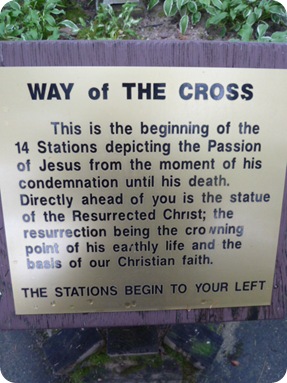 WAY of THE CROSS
This is the beginning of the
14 Stations depicting the Passion
of Jesus from the moment of his
condemnation until his death.
Directly ahead of you is the statue
of the Resurrected Christ; the
resurrection being the crowning
point of his earthly life and the
basis of our Christian faith.
THE STATIONS BEGIN TO YOUR LEFT